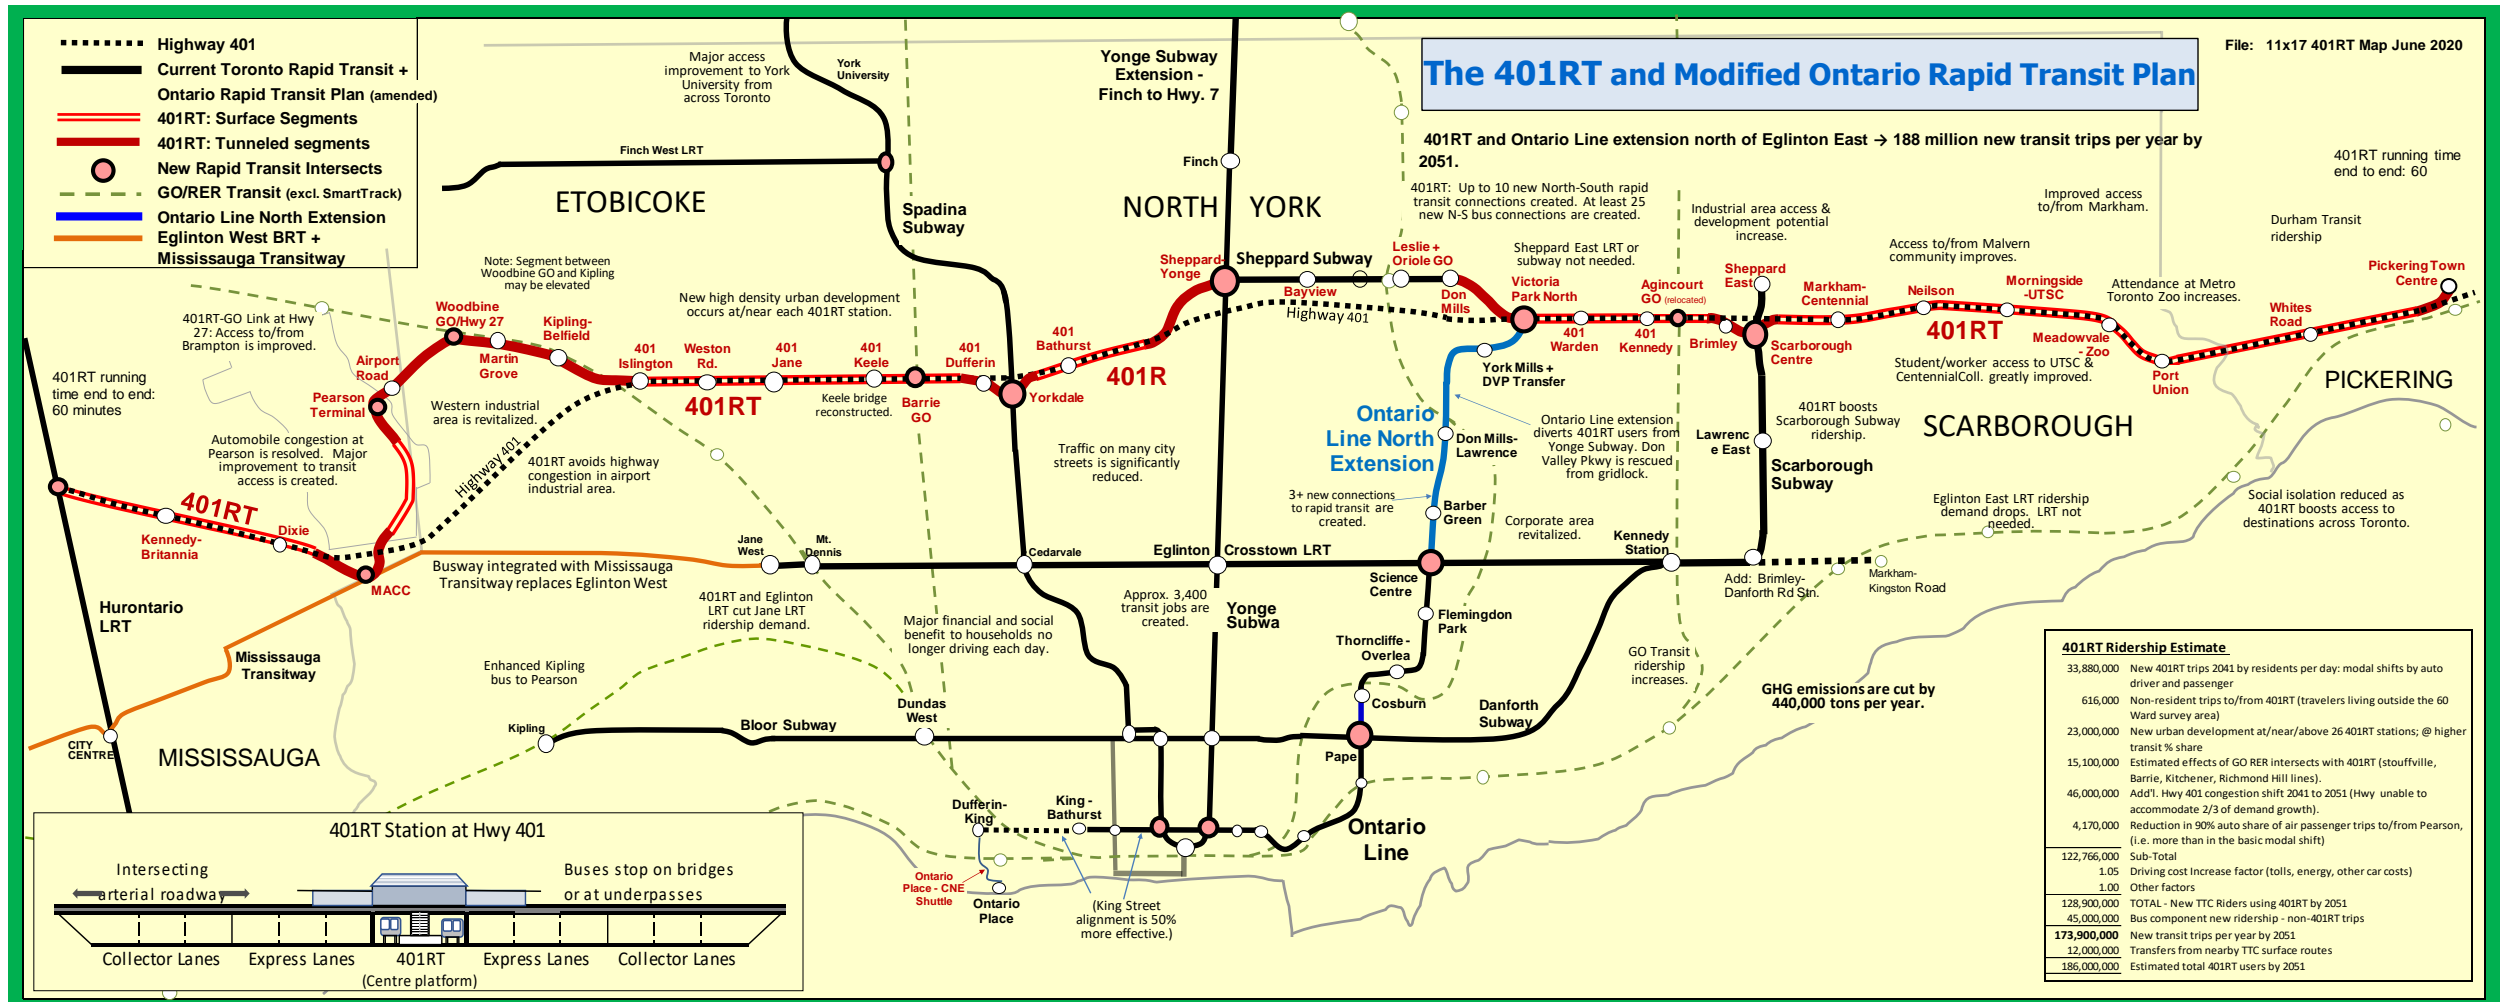 Highway 401
Current Toronto Rapid Transit +
Ontario Rapid Transit Plan (amended)
401RT: Surface Segments
401RT: Tunneled segments
New Rapid Transit Intersects
GO/RER Transit (excl. SmartTrack)
Ontario Line North Extension
Eglinton West BRT +
Mississauga Transitway
Major access
improvement to York
University from
across Toronto
York
University
Yonge Subway
Extension -
Finch to Hwy. 7
The 401RT and Modified Ontario Rapid Transit Plan
File: 11x17 401RT Map June 2020
401RT and Ontario Line extension north of Eglinton East → 188 million new transit trips per year by
2051.
401RT running time
end to end: 60
Finch West LRT
Finch
ETOBICOKE
Spadina
Subway
NORTH YORK
401RT: Up to 10 new North-South rapid
transit connections created. At least 25
new N-S bus connections are created.
Industrial area access &
development potential
increase.
Improved access
to/from Markham.
Durham Transit
ridership
Note: Segment between
Woodbine GO and Kipling
may be elevated
Sheppard-
Yonge
Sheppard Subway
Bayview
Leslie +
Oriole GO
Don
Mills
Sheppard East LRT or
subway not needed.
Victoria
Park North
Agincourt
GO (relocated)
Sheppard
East
Access to/from Malvern
community improves.
Markham-
Centennial
Neilson
Morningside
-UTSC
Attendance at Metro
Toronto Zoo increases.
Whites
Road
Pickering Town
Centre
401RT-GO Link at Hwy
27: Access to/from
Brampton is improved.
Woodbine
GO/Hwy 27
Kipling-
Belfield
New high density urban development
occurs at/near each 401RT station.
Highway 401
401RT
Airport
Road
Martin
Grove
401
Islington
Weston
Rd.
401
Jane
401
Keele
401
Dufferin
401
Bathurst
401
Warden
401
Kennedy
Brimley
Scarborough
Centre
Meadowvale
- Zoo
Port
Union
401RT running
time end to end:
60 minutes
Pearson
Terminal
Western industrial
area is revitalized.
401RT
Keele bridge
reconstructed.
Barrie
GO
Yorkdale
401R
York Mills +
DVP Transfer
Student/worker access to UTSC &
CentennialColl. greatly improved.
PICKERING
Automobile congestion at
Pearson is resolved. Major
improvement to transit
access is created.
Highway 401
401RT avoids highway
congestion in airport
industrial area.
Traffic on many city
streets is significantly
reduced.
Ontario
Line North
Extension
Don Mills-
Lawrence
Ontario Line extension
diverts 401RT users from
Yonge Subway. Don
Valley Pkwy is rescued
from gridlock.
401RT boosts
Scarborough Subway
ridership.
Lawrenc
e East
SCARBOROUGH
Scarborough
Subway
401RT
Kennedy-
Britannia
Dixie
3+ new connections
to rapid transit are
created.
Barber
Green
Corporate area
revitalized.
Eglinton East LRT ridership
demand drops. LRT not
needed.
Social isolation reduced as
401RT boosts access to
destinations across Toronto.
MACC
Busway integrated with Mississauga
Transitway replaces Eglinton West
Jane
West
Mt.
Dennis
Cedarvale
Eglinton Crosstown LRT
Science
Centre
Kennedy
Station
Add: Brimley-
Danforth Rd Stn.
Markham-
Kingston Road
Hurontario
LRT
401RT and Eglinton
LRT cut Jane LRT
ridership demand.
Major financial and social
benefit to households no
longer driving each day.
Approx. 3,400
transit jobs are
created.
Yonge
Subwa
Flemingdon
Park
Thorncliffe -
Overlea
Mississauga
Transitway
Enhanced Kipling
bus to Pearson
GO Transit
ridership
increases.
GHG emissions are cut by
440,000 tons per year.
CITY
CENTRE
MISSISSAUGA
Kipling
Bloor Subway
Dundas
West
Cosburn
Pape
Danforth
Subway
Dufferin-
King
King -
Bathurst
Ontario
Line
Ontario
Place - CNE
Shuttle
Ontario
Place
(King Street
alignment is 50%
more effective.)
401RT Station at Hwy 401
Intersecting
arterial roadway
Buses stop on bridges
or at underpasses
Collector Lanes Express Lanes 401RT Express Lanes Collector Lanes
(Centre platform)
401RT Ridership Estimate
33,880,000 New 401RT trips 2041 by residents per day: modal shifts by auto
driver and passenger
616,000 Non-resident trips to/from 401RT (travelers living outside the 60
Ward survey area)
23,000,000 New urban development at/near/above 26 401RT stations; @ higher
transit % share
15,100,000 Estimated effects of GO RER intersects with 401RT (stouffville,
Barrie, Kitchener, Richmond Hill lines).
46,000,000 Add'l. Hwy 401 congestion shift 2041 to 2051 (Hwy unable to
accommodate 2/3 of demand growth).
4,170,000 Reduction in 90% auto share of air passenger trips to/from Pearson,
(i.e. more than in the basic modal shift)
122,766,000 Sub-Total
1.05 Driving cost Increase factor (tolls, energy, other car costs)
1.00 Other factors
128,900,000 TOTAL - New TTC Riders using 401RT by 2051
45,000,000 Bus component new ridership - non-401RT trips
173,900,000 New transit trips per year by 2051
12,000,000 Transfers from nearby TTC surface routes
186,000,000 Estimated total 401RT users by 2051